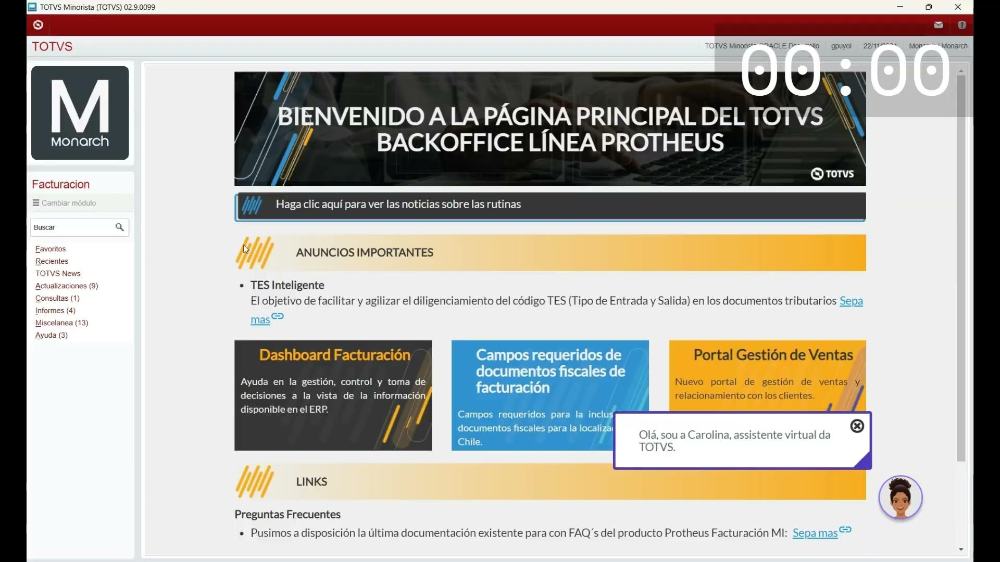 TOTVS Minorista (TOTVS) 02.9.0099
TOTVS
TOTVS Minorista ORACLE Desarrollo gpuyol 22/11/2024 Monarch / Monarch
00:00
M
Monarch
Facturacion
Cambiar módulo
Buscar
Favoritos
Recientes
TOTVS News
Actualizaciones (9)
Consultas (1)
Informes (4)
Miscelanea (13)
Ayuda (3)
BIENVENIDO A LA PÁGINA PRINCIPAL DEL TOTVS
BACKOFFICE LÍNEA PROTHEUS
TOTVS
Haga clic aquí para ver las noticias sobre las rutinas
ANUNCIOS IMPORTANTES
• TES Inteligente
El objetivo de facilitar y agilizar el diligenciamiento del código TES (Tipo de Entrada y Salida) en los documentos tributarios Sepa
mas
Dashboard Facturación
Ayuda en la gestión, control y toma de
decisiones a la vista de la información
disponible en el ERP.
Campos requeridos de
documentos fiscales de
facturación
Campos requeridos para la
documentos fiscales para la
Chile.
Portal Gestión de Ventas
Nuevo portal de gestión de ventas y
relacionamiento con los clientes.
Olá, sou a Carolina, assistente virtual da
TOTVS.
LINKS
Preguntas Frecuentes
• Pusimos a disposición la última documentación existente para con FAQ´s del producto Protheus Facturación MI: Sepa mas